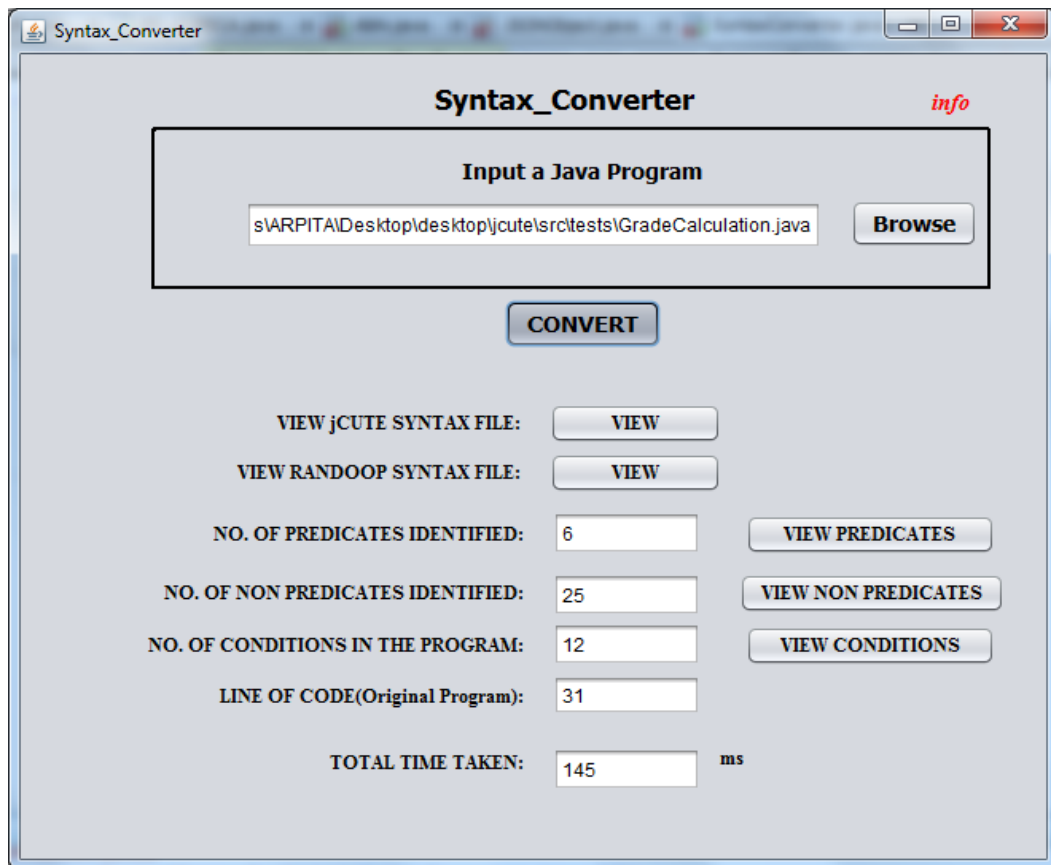 Syntax_Converter
Syntax_Converter
info
Input a Java Program
s\ARPITA\Desktop\desktop\jcute\src\tests\GradeCalculation.java
Browse
CONVERT
VIEW jCUTE SYNTAX FILE: VIEW
VIEW RANDOOP SYNTAX FILE: VIEW
NO. OF PREDICATES IDENTIFIED: 6 VIEW PREDICATES
NO. OF NON PREDICATES IDENTIFIED: 25 VIEW NON PREDICATES
NO. OF CONDITIONS IN THE PROGRAM: 12 VIEW CONDITIONS
LINE OF CODE(Original Program): 31
TOTAL TIME TAKEN: 145 ms